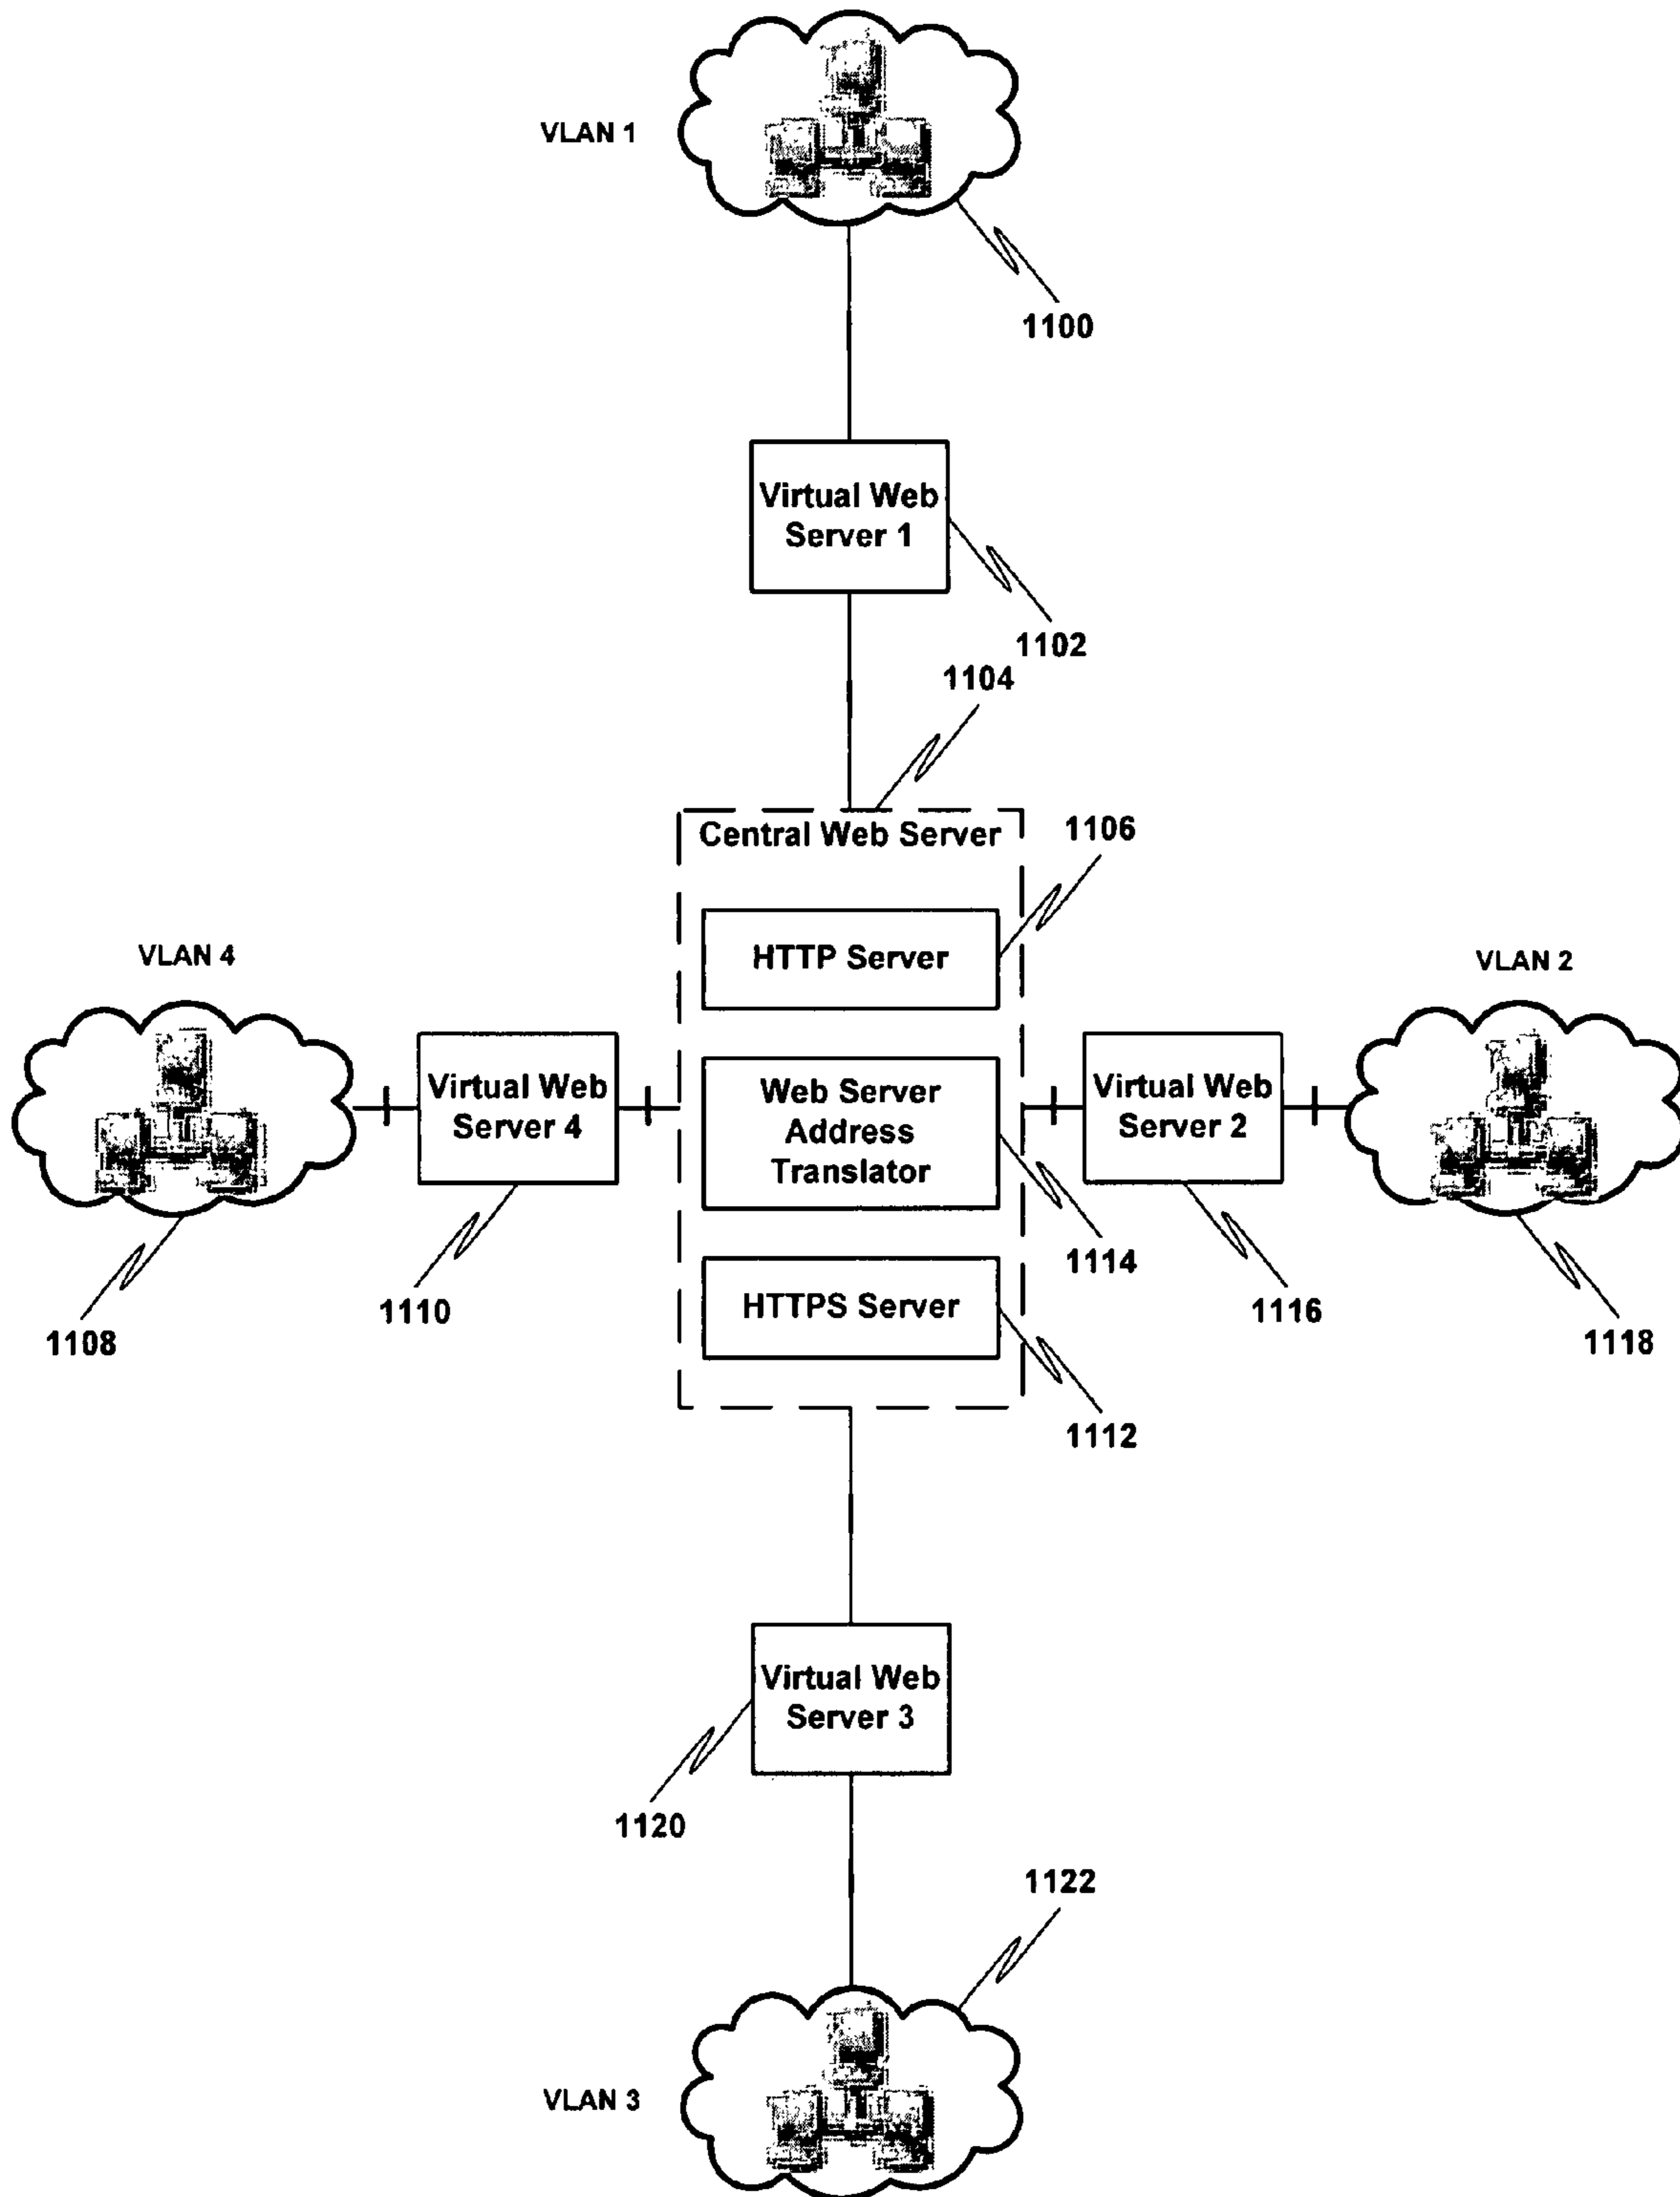 VLAN 1
1100
Virtual Web
Server 1
1102
1104
Central Web Server
1106
HTTP Server
VLAN 4
VLAN 2
Virtual Web
Server 4
Web Server
Address
Translator
Virtual Web
Server 2
1114
HTTPS Server
1108
1110
1116
1118
1112
Virtual Web
Server 3
1120
1122
VLAN 3